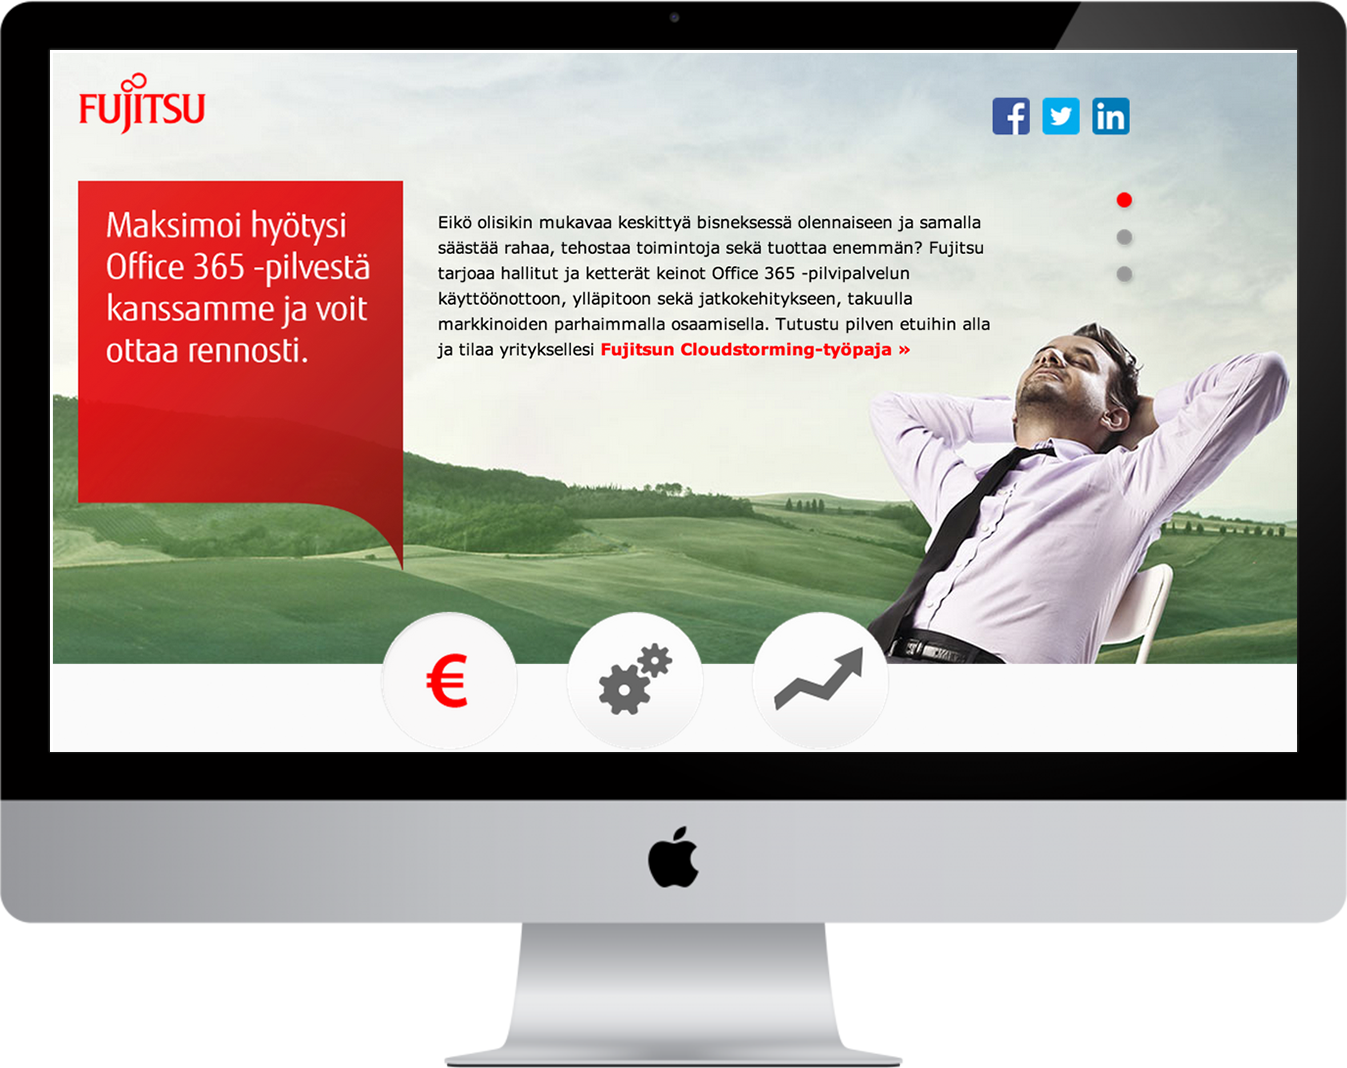 FUJITSU
Maksimoi hyötysi
Office 365 -pilvestä
kanssamme ja voit
ottaa rennosti.
Eikö olisikin mukavaa keskittyä bisneksessä olennaiseen ja samalla
säästää rahaa, tehostaa toimintoja sekä tuottaa enemmän? Fujitsu
tarjoaa hallitut ja ketterät keinot Office 365 -pilvipalvelun
käyttöönottoon, ylläpitoon sekä jatkokehitykseen, takuulla
markkinoiden parhaimmalla osaamisella. Tutustu pilven etuihin alla
ja tilaa yrityksellesi Fujitsun Cloudstorming-työpaja »
€